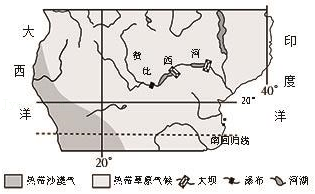 大西洋
赞比西河
印度洋
40°
20°
南回归线
20°
热带沙漠气候 热带草原气候 大坝 瀑布 河湖